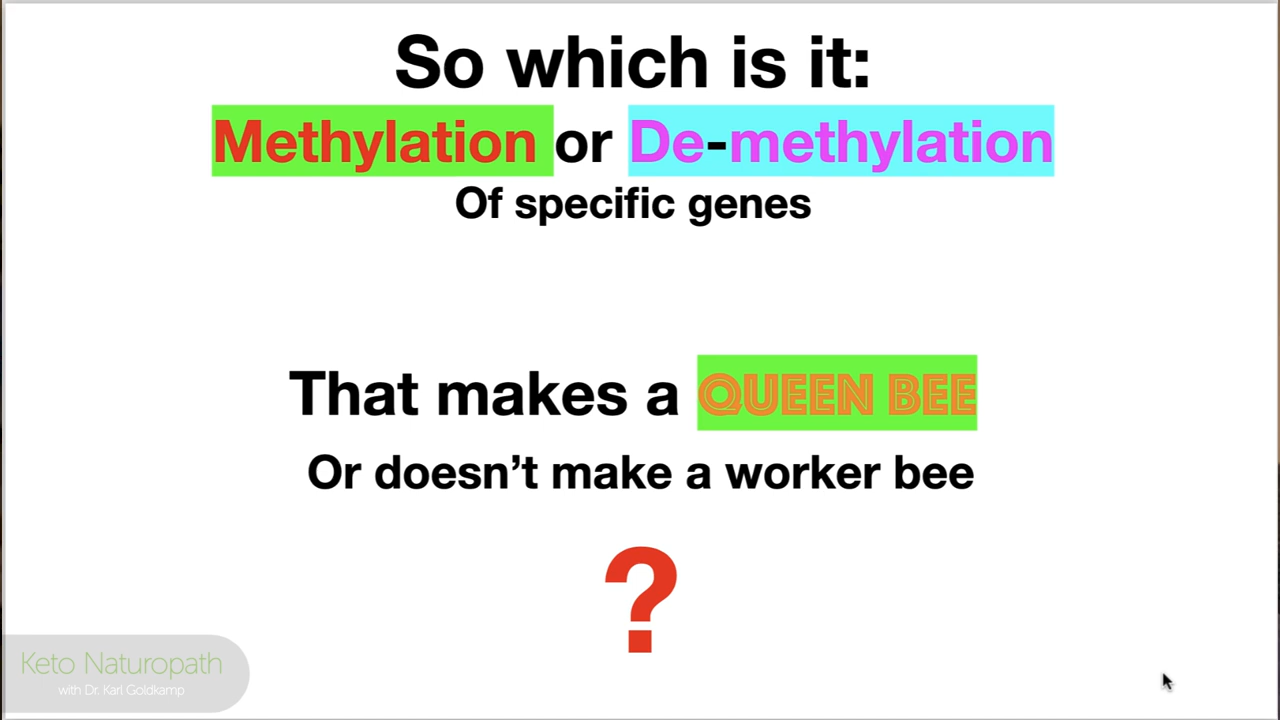 So which is it:
Methylation or De-methylation
Of specific genes
That makes a QUEEN BEE
Or doesn’t make a worker bee
?
Keto Naturopath
with Dr. Karl Goldkamp